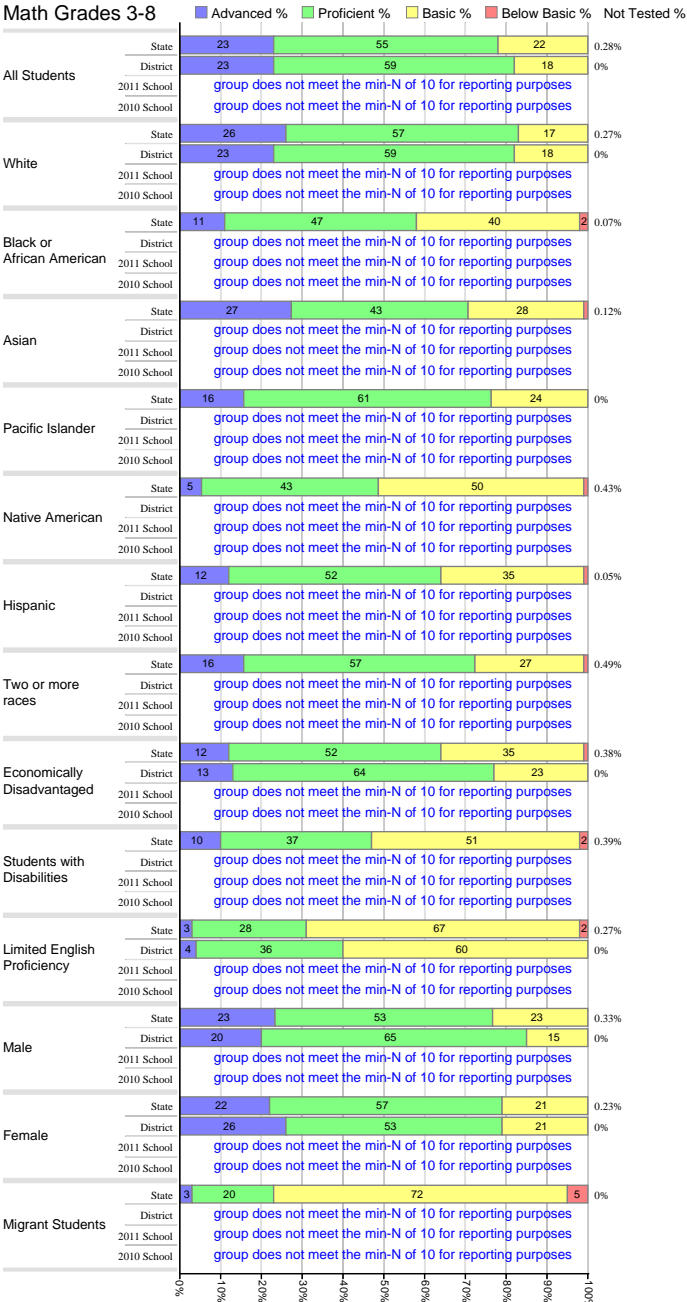 Math Grades 3-8 Advanced % Proficient % Basic % Below Basic % Not Tested %
All Students
State 23 55 22 0.28%
District 23 59 18 0%
2011 School group does not meet the min-N of 10 for reporting purposes
2010 School group does not meet the min-N of 10 for reporting purposes
White
State 26 57 17 0.27%
District 23 59 18 0%
2011 School group does not meet the min-N of 10 for reporting purposes
2010 School group does not meet the min-N of 10 for reporting purposes
Black or
African American
State 11 47 40 2 0.07%
District group does not meet the min-N of 10 for reporting purposes
2011 School group does not meet the min-N of 10 for reporting purposes
2010 School group does not meet the min-N of 10 for reporting purposes
Asian
State 27 43 28 0.12%
District group does not meet the min-N of 10 for reporting purposes
2011 School group does not meet the min-N of 10 for reporting purposes
2010 School group does not meet the min-N of 10 for reporting purposes
Pacific Islander
State 16 61 24 0%
District group does not meet the min-N of 10 for reporting purposes
2011 School group does not meet the min-N of 10 for reporting purposes
2010 School group does not meet the min-N of 10 for reporting purposes
Native American
State 5 43 50 0.43%
District group does not meet the min-N of 10 for reporting purposes
2011 School group does not meet the min-N of 10 for reporting purposes
2010 School group does not meet the min-N of 10 for reporting purposes
Hispanic
State 12 52 35 0.05%
District group does not meet the min-N of 10 for reporting purposes
2011 School group does not meet the min-N of 10 for reporting purposes
2010 School group does not meet the min-N of 10 for reporting purposes
Two or more
races
State 16 57 27 0.49%
District group does not meet the min-N of 10 for reporting purposes
2011 School group does not meet the min-N of 10 for reporting purposes
2010 School group does not meet the min-N of 10 for reporting purposes
Economically
Disadvantaged
State 12 52 35 0.38%
District 13 64 23 0%
2011 School group does not meet the min-N of 10 for reporting purposes
2010 School group does not meet the min-N of 10 for reporting purposes
Students with
Disabilities
State 10 37 51 2 0.39%
District group does not meet the min-N of 10 for reporting purposes
2011 School group does not meet the min-N of 10 for reporting purposes
2010 School group does not meet the min-N of 10 for reporting purposes
Limited English
Proficiency
State 3 28 67 2 0.27%
District 4 36 60 0%
2011 School group does not meet the min-N of 10 for reporting purposes
2010 School group does not meet the min-N of 10 for reporting purposes
Male
State 23 53 23 0.33%
District 20 65 15 0%
2011 School group does not meet the min-N of 10 for reporting purposes
2010 School group does not meet the min-N of 10 for reporting purposes
Female
State 22 57 21 0.23%
District 26 53 21 0%
2011 School group does not meet the min-N of 10 for reporting purposes
2010 School group does not meet the min-N of 10 for reporting purposes
Migrant Students
State 3 20 72 5 0%
District group does not meet the min-N of 10 for reporting purposes
2011 School group does not meet the min-N of 10 for reporting purposes
2010 School group does not meet the min-N of 10 for reporting purposes
0% 10% 20% 30% 40% 50% 60% 70% 80% 90% 100%